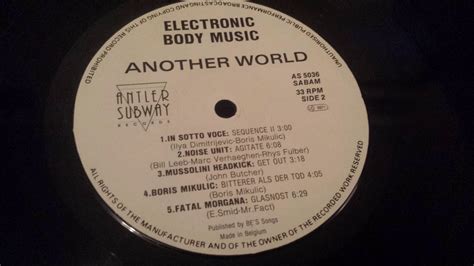 ELECTRONIC
BODY MUSIC
ANOTHER WORLD
ANTLER
SUBWAY
RECORDS
AS 5036
SABAM
33 RPM
SIDE 2
1.IN SOTTO VOCE: SEQUENCE II 3:00
(Ilya Dimitrijevic-Boris Mikulic)
2.NOISE UNIT: AGITATE 6:08
(Bill Leeb-Marc Verhaeghen-Rhys Fulber)
3.MUSSOLINI HEADKICK: GET OUT 3:18
(John Butcher)
4.BORIS MIKULIC: BITTERER ALS DER TOD 4:05
(Boris Mikulic)
5.FATAL MORGANA: GLASNOST 6:29
(E.Smid-Mr.Fact)
Published by BE'S Songs
Made in Belgium
ALL RIGHTS OF THE MANUFACTURER AND OF THE OWNER OF THE RECORDED WORK RESERVED
UNAUTHORISED PUBLIC PERFORMANCE BROADCASTING AND COPYING OF THIS RECORD PROHIBITED